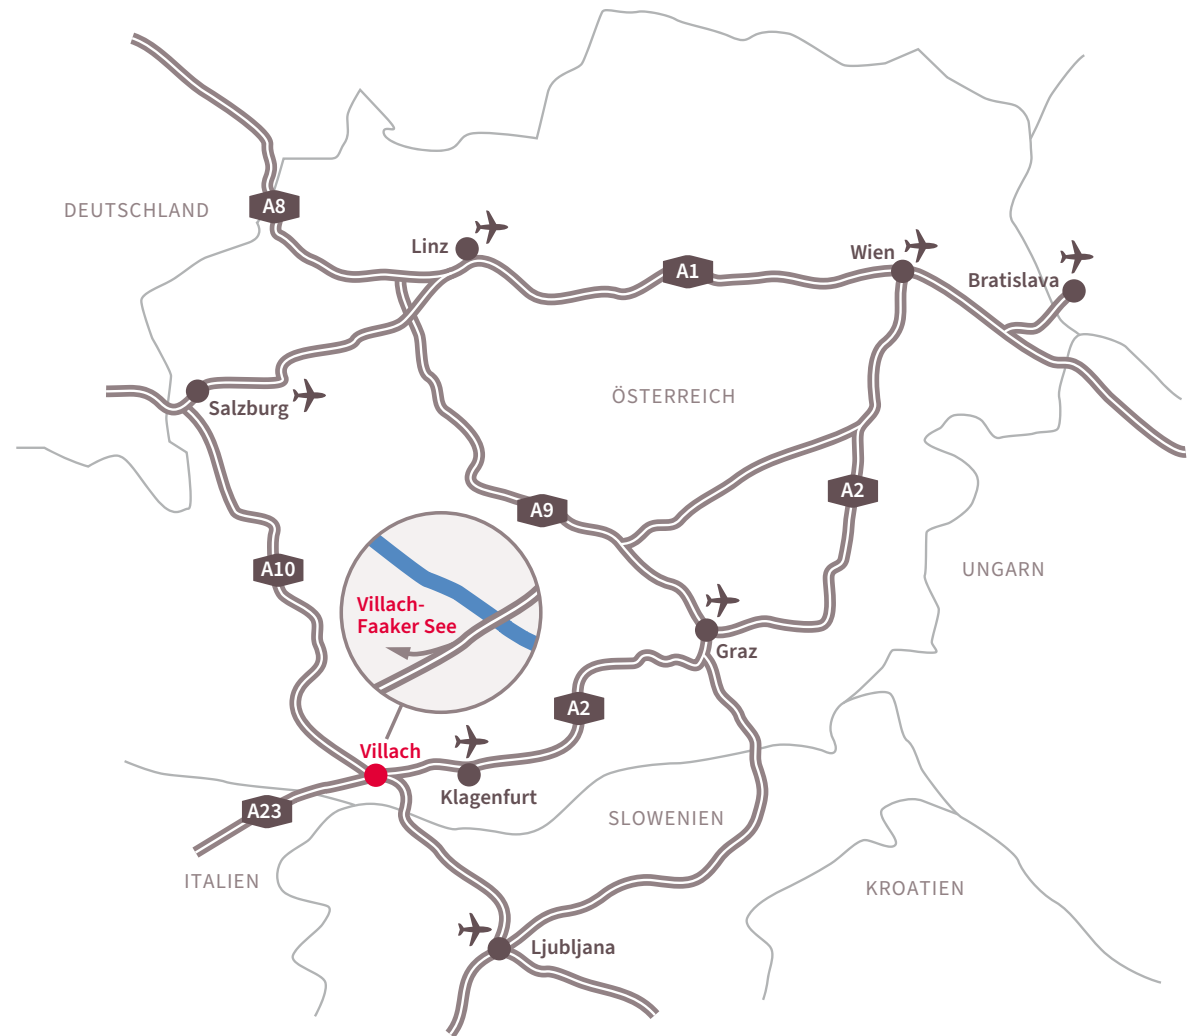 DEUTSCHLAND
A8
Linz
A1
Wien
Bratislava
Salzburg
ÖSTERREICH
A9
A2
A10
UNGARN
Villach-
Faaker See
Graz
A2
Villach
Klagenfurt
A23
SLOWENIEN
ITALIEN
KROATIEN
Ljubljana